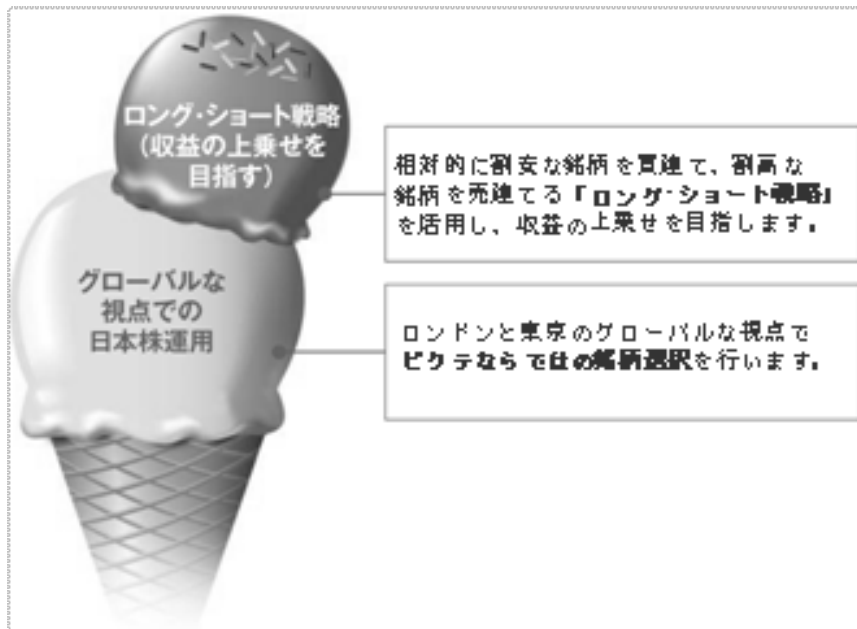 ロング・ショート戦略
(収益の上乗せを
目指す)
相対的に割安な銘柄を買建て、割高な
銘柄を売建てる「ロング・ショート戦略」
を活用し、収益の上乗せを目指します。
グローバルな
視点での
日本株運用
ロンドンと東京のグローバルな視点で
ピクテならではの銘柄選択を行います。